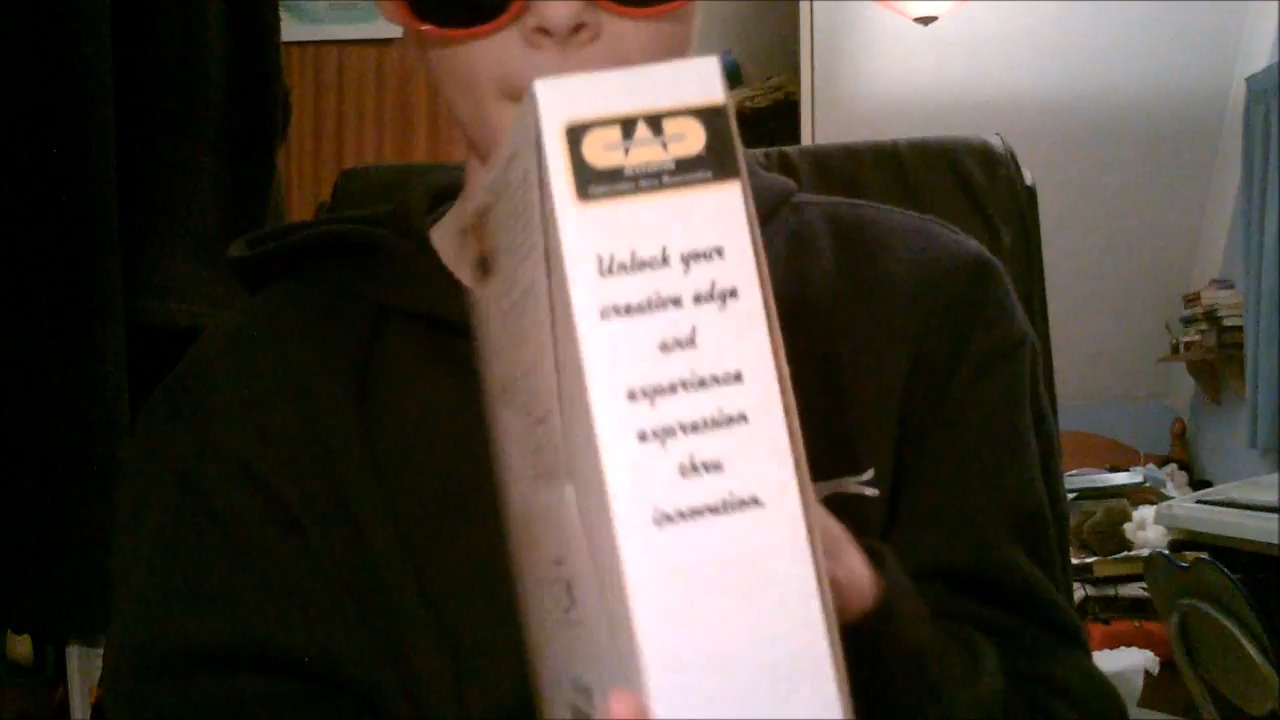 CAD
Unlock your
creative edge
and
experience
expression
thru
innovation.